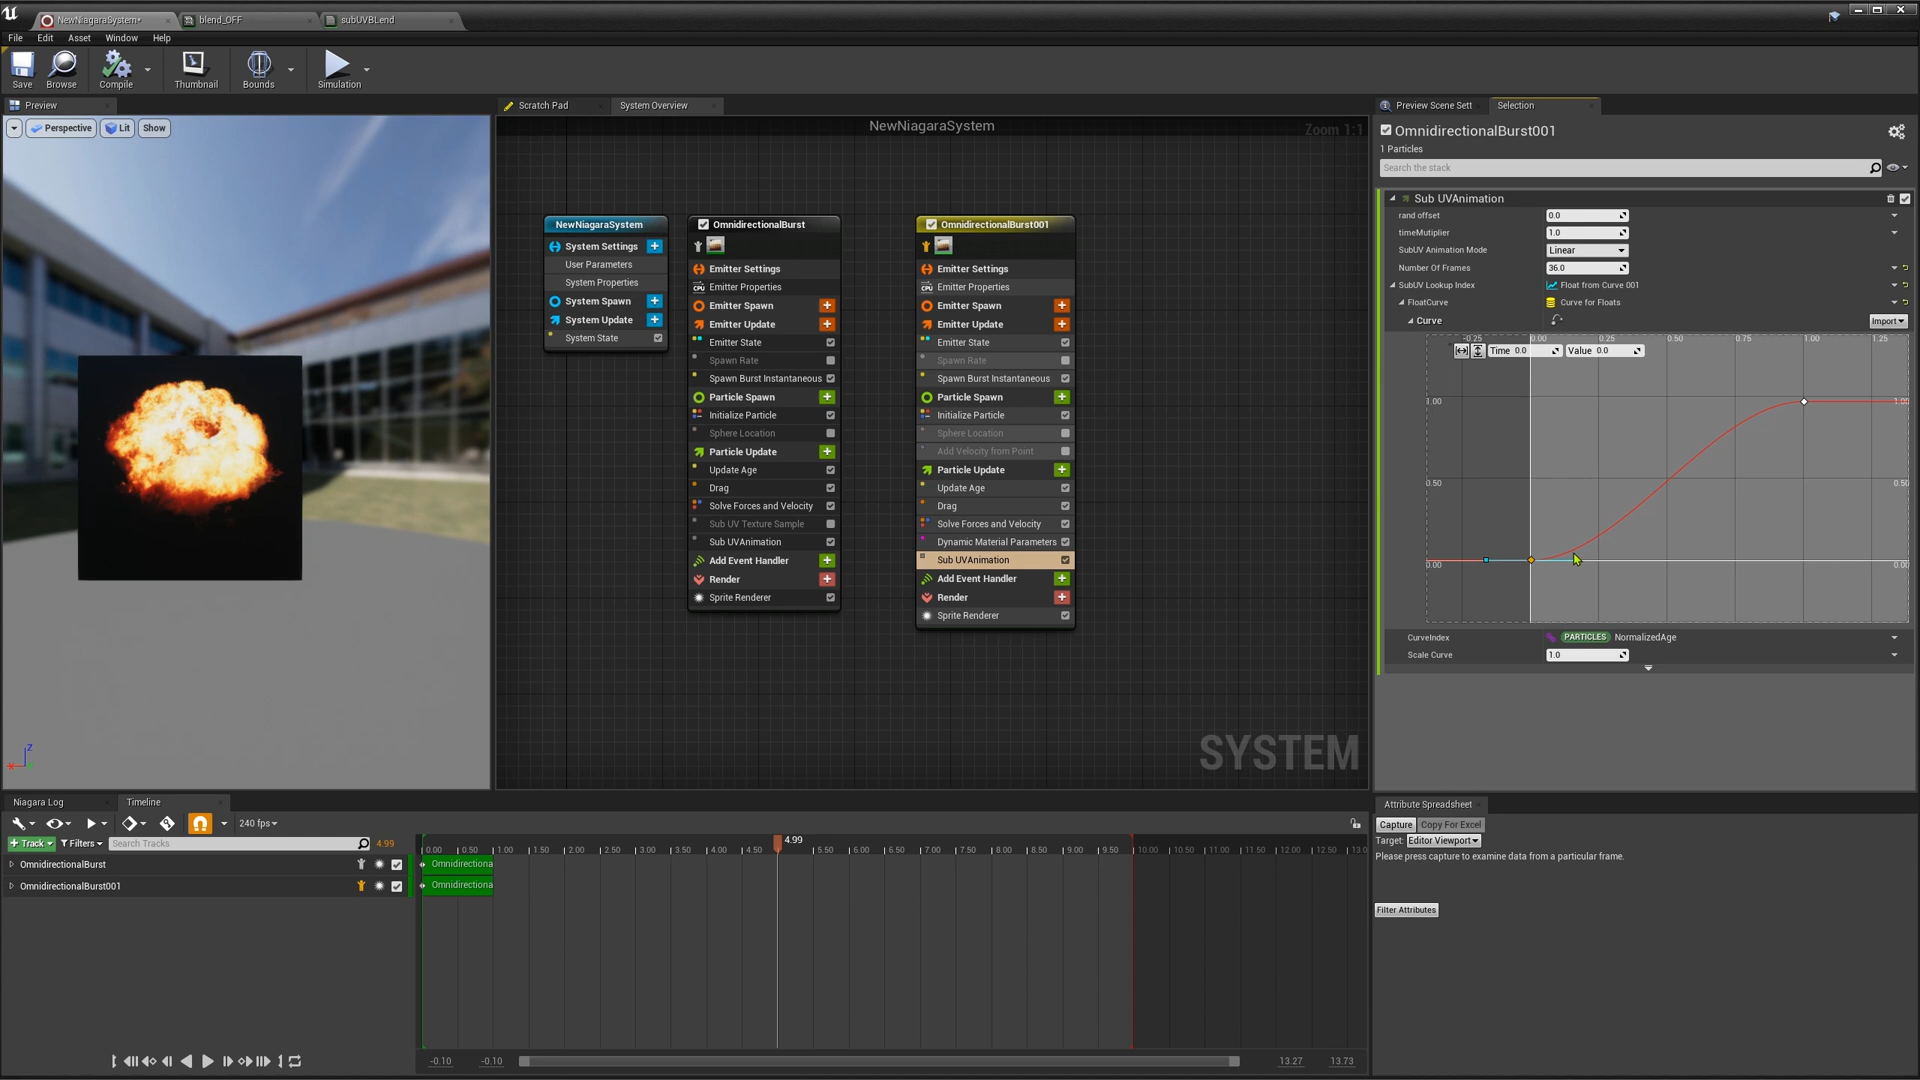 NewNiagaraSystem*
blend_OFF
subUVBLend
File Edit Asset Window Help
Save Browse Compile Thumbnail Bounds Simulation
Preview
Perspective Lit Show
Scratch Pad
System Overview
NewNiagaraSystem
Zoom 1:1
NewNiagaraSystem
System Settings
User Parameters
System Properties
System Spawn
System Update
System State
OmnidirectionalBurst
Emitter Settings
Emitter Properties
Emitter Spawn
Emitter Update
Emitter State
Spawn Rate
Spawn Burst Instantaneous
Particle Spawn
Initialize Particle
Sphere Location
Particle Update
Update Age
Drag
Solve Forces and Velocity
Sub UV Texture Sample
Sub UVAnimation
Add Event Handler
Render
Sprite Renderer
OmnidirectionalBurst001
Emitter Settings
Emitter Properties
Emitter Spawn
Emitter Update
Emitter State
Spawn Rate
Spawn Burst Instantaneous
Particle Spawn
Initialize Particle
Sphere Location
Add Velocity from Point
Particle Update
Update Age
Drag
Solve Forces and Velocity
Dynamic Material Parameters
Sub UVAnimation
Add Event Handler
Render
Sprite Renderer
SYSTEM
Z
X
Preview Scene Sett
Selection
OmnidirectionalBurst001
1 Particles
Search the stack
Sub UVAnimation
rand offset 0.0
timeMutiplier 1.0
SubUV Animation Mode Linear
Number Of Frames 36.0
SubUV Lookup Index Float from Curve 001
FloatCurve Curve for Floats
Curve Import
-0.25 0.00 0.25 0.50 0.75 1.00 1.25
Time 0.0 Value 0.0
1.00 1.00
0.50 0.50
0.00 0.00
CurveIndex PARTICLES NormalizedAge
Scale Curve 1.0
Niagara Log
Timeline
240 fps
Track Filters Search Tracks 4.99
OmnidirectionalBurst
OmnidirectionalBurst001
4.99
0.00 0.50 1.00 1.50 2.00 2.50 3.00 3.50 4.00 4.50 5.50 6.00 6.50 7.00 7.50 8.00 8.50 9.00 9.50 10.00 10.50 11.00 11.50 12.00 12.50 13.0
Omnidirectiona
Omnidirectiona
-0.10 -0.10 13.27 13.73
Attribute Spreadsheet
Capture Copy For Excel
Target: Editor Viewport
Please press capture to examine data from a particular frame.
Filter Attributes